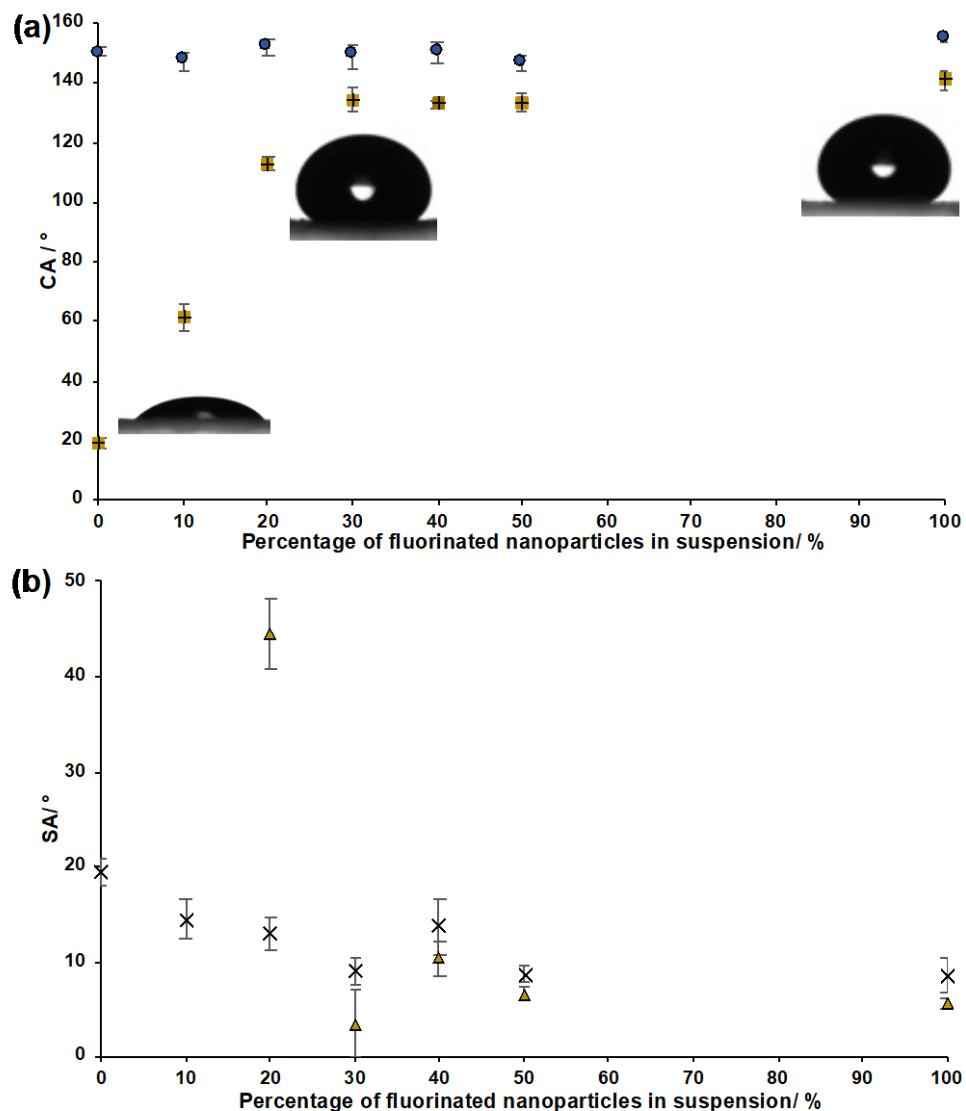 (a)
160
140
120
100
80
60
40
20
0
CA / °
0 10 20 30 40 50 60 70 80 90 100
Percentage of fluorinated nanoparticles in suspension/ %
(b)
50
40
30
20
10
0
SA/ °
0 10 20 30 40 50 60 70 80 90 100
Percentage of fluorinated nanoparticles in suspension/ %